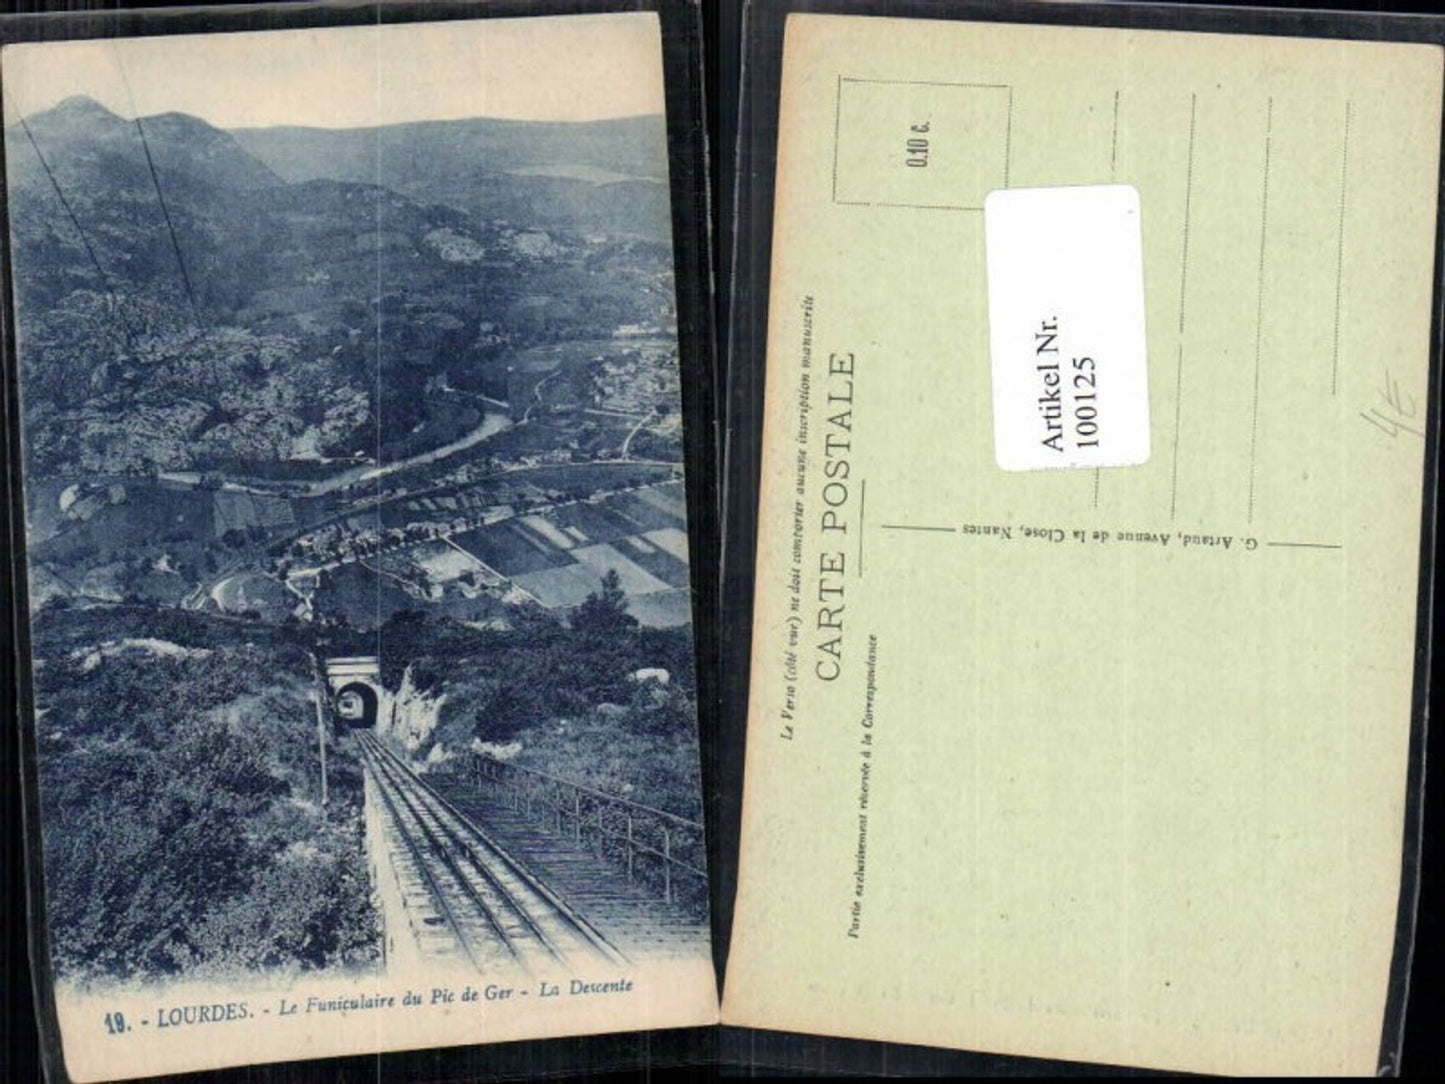 19. - LOURDES. - Le Funiculaire du Pic de Ger - La Descente
Le Verso (côté vue) ne doit comporter aucune inscription manuscrite
CARTE POSTALE
Partie exclusivement réservée à la Correspondance
0.10 c.
Artikel Nr.
100125
G. Artaud, Avenue de la Close, Nantes
4€